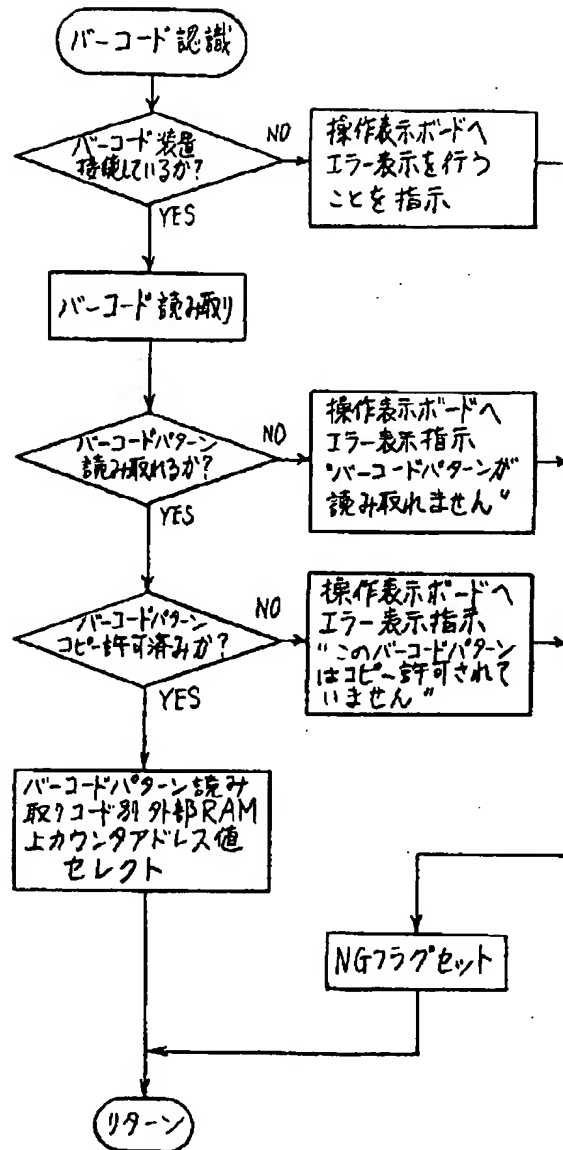 バーコード認識
バーコード装置
接続しているか?
NO
操作表示ボードへ
エラー表示を行う
ことを指示
YES
バーコード読み取り
バーコードパターン
読み取れるか?
NO
操作表示ボードへ
エラー表示指示
"バーコードパターンが
読み取れません"
YES
バーコードパターン
コピー許可済みか?
NO
操作表示ボードへ
エラー表示指示
"このバーコードパターン
はコピー許可されて
いません"
YES
バーコードパターン読み
取りコード別外部RAM
上カウンタアドレス値
セレクト
NGフラグセット
リターン